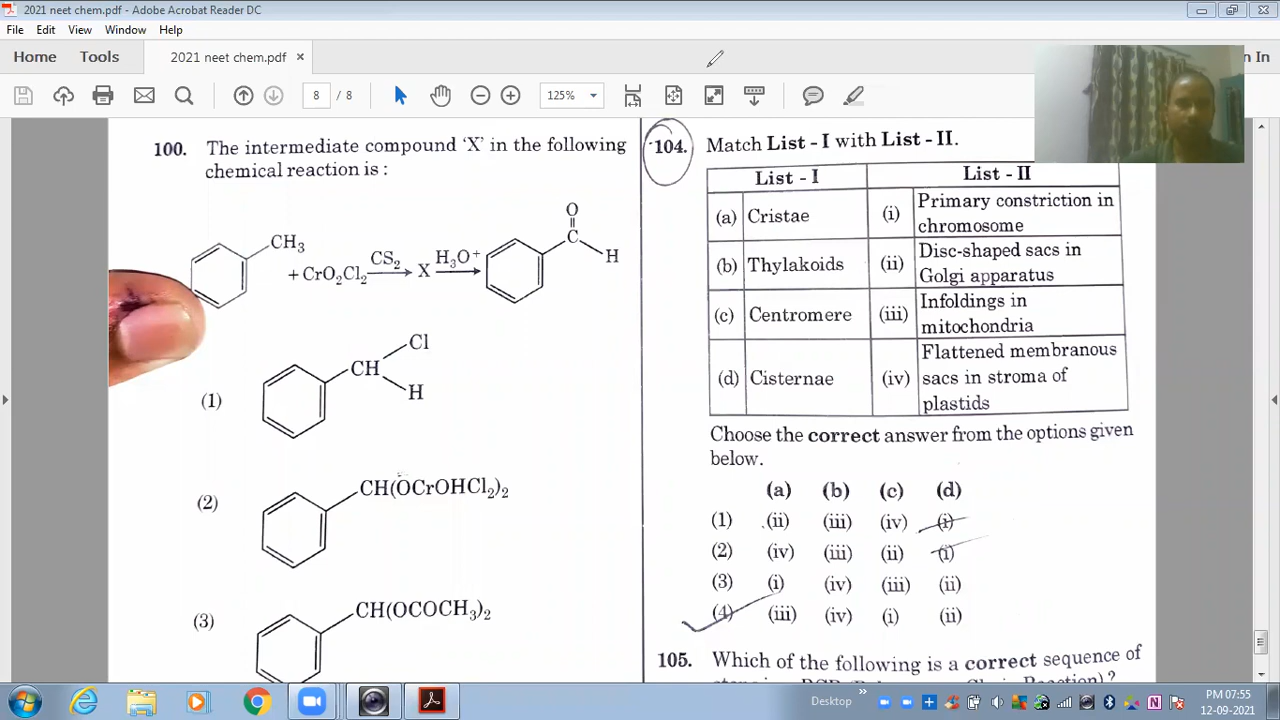 2021 neet chem.pdf - Adobe Acrobat Reader DC
File Edit View Window Help
Home Tools 2021 neet chem.pdf × In
8 / 8 125%
100. The intermediate compound ‘X’ in the following
chemical reaction is :
CH3 + CrO2Cl2 CS2 X H3O+ O C H
(1) CH Cl H
(2) CH(OCrOHCl2)2
(3) CH(OCOCH3)2
104. Match List - I with List - II.
List - I List - II
(a) Cristae (i) Primary constriction in
chromosome
(b) Thylakoids (ii) Disc-shaped sacs in
Golgi apparatus
(c) Centromere (iii) Infoldings in
mitochondria
(d) Cisternae (iv) Flattened membranous
sacs in stroma of
plastids
Choose the correct answer from the options given
below.
(a) (b) (c) (d)
(1) (ii) (iii) (iv) (i)
(2) (iv) (iii) (ii) (i)
(3) (i) (iv) (iii) (ii)
(4) (iii) (iv) (i) (ii)
105. Which of the following is a correct sequence of
Desktop
PM 07:55
12-09-2021